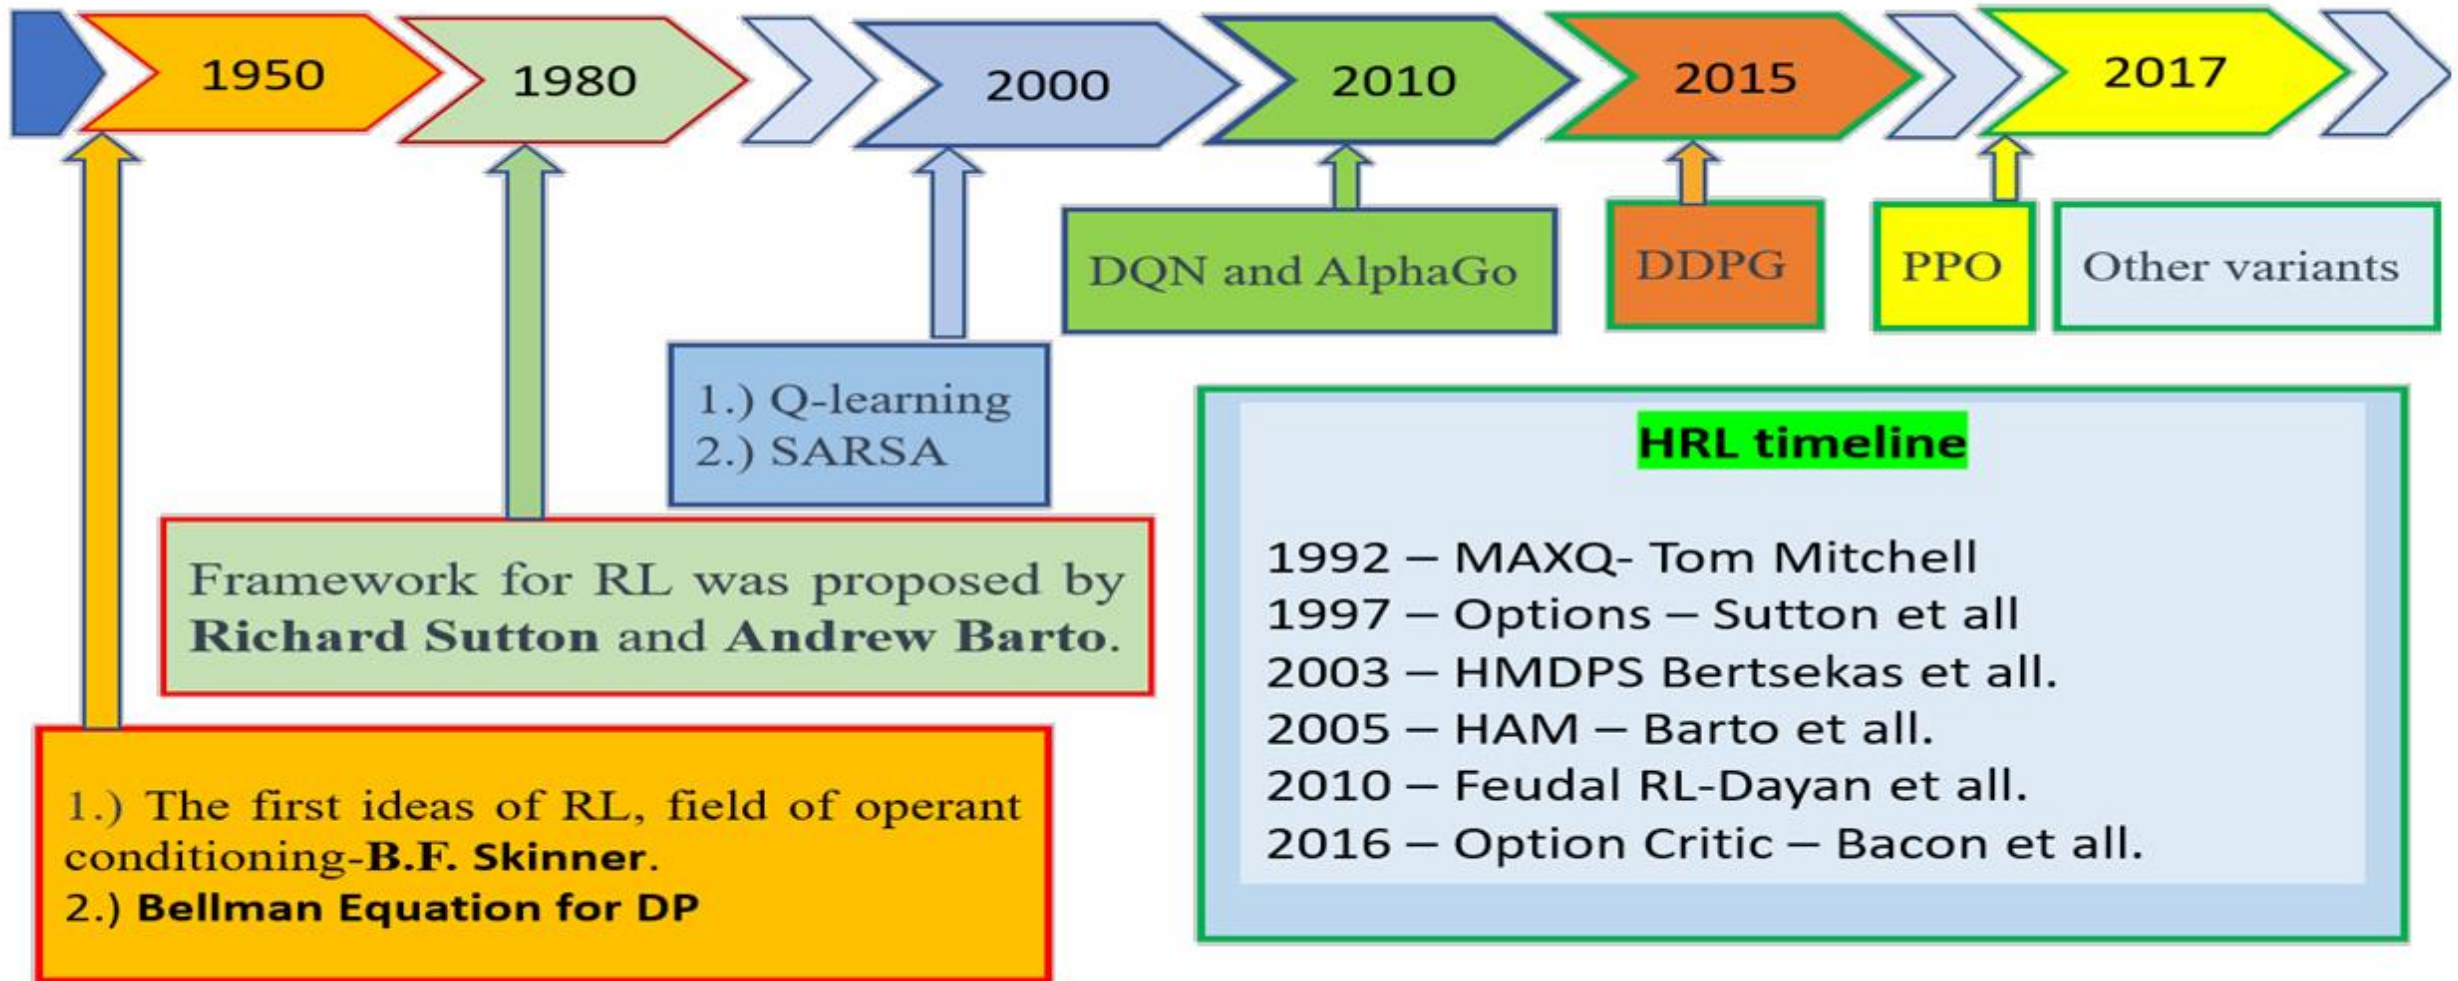 1950
1980
2000
2010
2015
2017
DQN and AlphaGo
DDPG
PPO
Other variants
1.) Q-learning
2.) SARSA
Framework for RL was proposed by
Richard Sutton and Andrew Barto.
1.) The first ideas of RL, field of operant
conditioning-B.F. Skinner.
2.) Bellman Equation for DP
HRL timeline
1992 – MAXQ- Tom Mitchell
1997 – Options – Sutton et all
2003 – HMDPS Bertsekas et all.
2005 – HAM – Barto et all.
2010 – Feudal RL-Dayan et all.
2016 – Option Critic – Bacon et all.